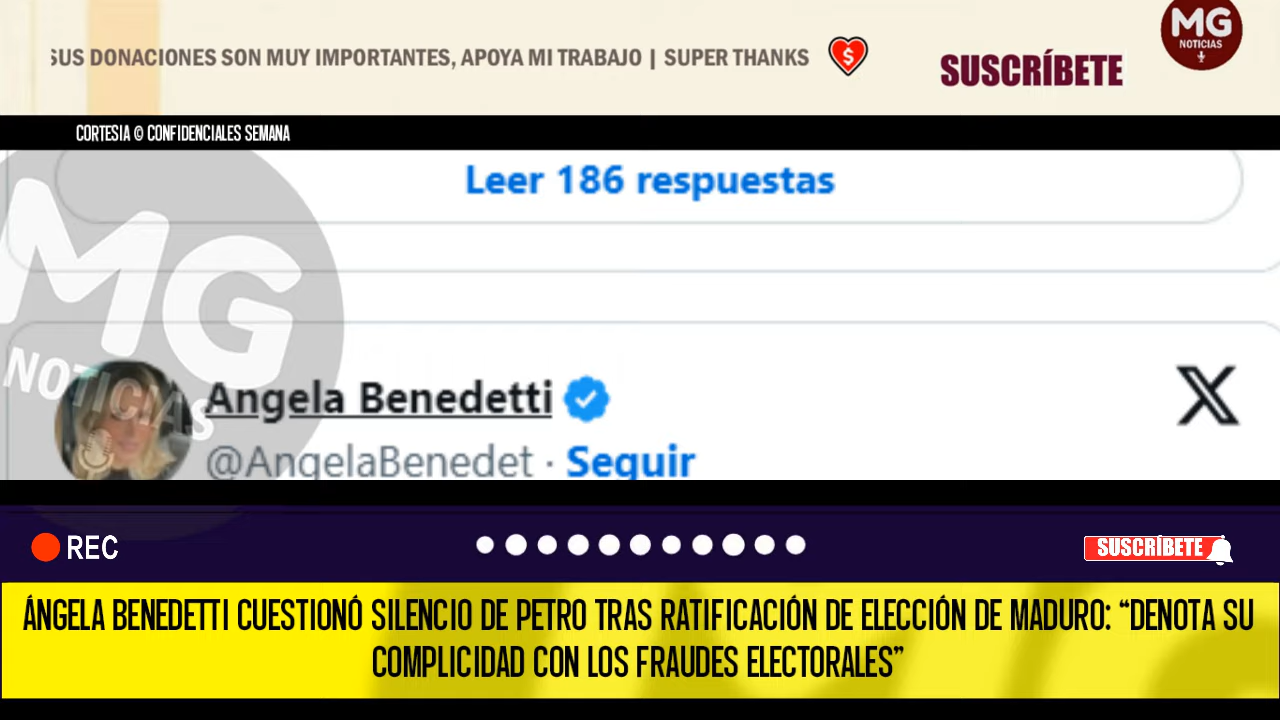 SUS DONACIONES SON MUY IMPORTANTES, APOYA MI TRABAJO | SUPER THANKS
$
SUSCRÍBETE
MG
NOTICIAS
CORTESIA © CONFIDENCIALES SEMANA
Leer 186 respuestas
MG
NOTICIAS
Angela Benedetti
X
@AngelaBenedet · Seguir
REC
SUSCRÍBETE
ÁNGELA BENEDETTI CUESTIONÓ SILENCIO DE PETRO TRAS RATIFICACIÓN DE ELECCIÓN DE MADURO: “DENOTA SU
COMPLICIDAD CON LOS FRAUDES ELECTORALES”